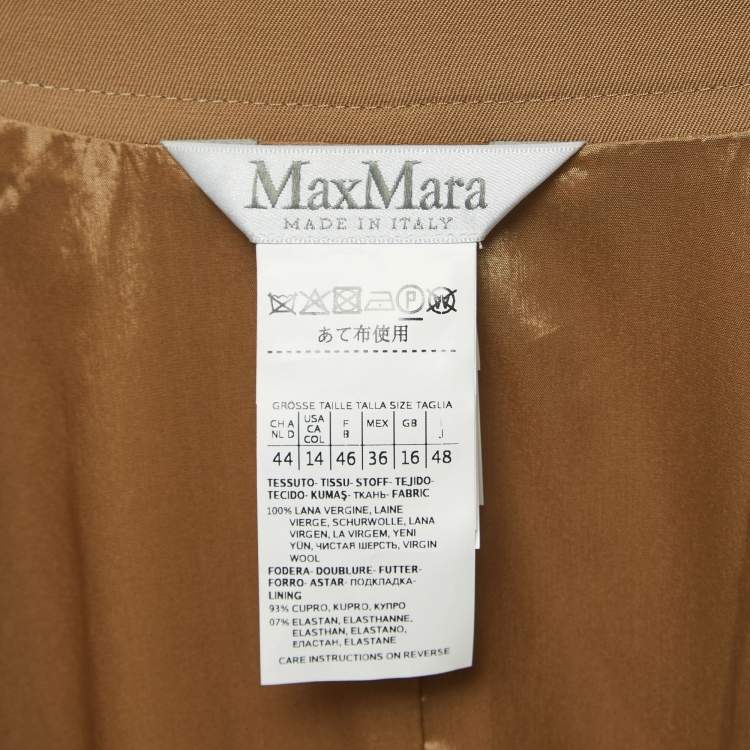 MaxMara
MADE IN ITALY
P
あて布使用
GRÖSSE TAILLE TALLA SIZE TAGLIA
CH A NL D USA CA COL F B MEX GB I J
44 14 46 36 16 48
TESSUTO- TISSU- STOFF- TEJIDO-
TECIDO- KUMAŞ- ТКАНЬ- FABRIC
100% LANA VERGINE, LAINE
VIERGE, SCHURWOLLE, LANA
VIRGEN, LA VIRGEM, YENI
YÜN, ЧИСТАЯ ШЕРСТЬ, VIRGIN
WOOL
FODERA- DOUBLURE- FUTTER-
FORRO- ASTAR- ПОДКЛАДКА-
LINING
93% CUPRO, KUPRO, КУПРО
07% ELASTAN, ELASTHANNE,
ELASTHAN, ELASTANO,
ЕЛАСТАН, ELASTANE
CARE INSTRUCTIONS ON REVERSE